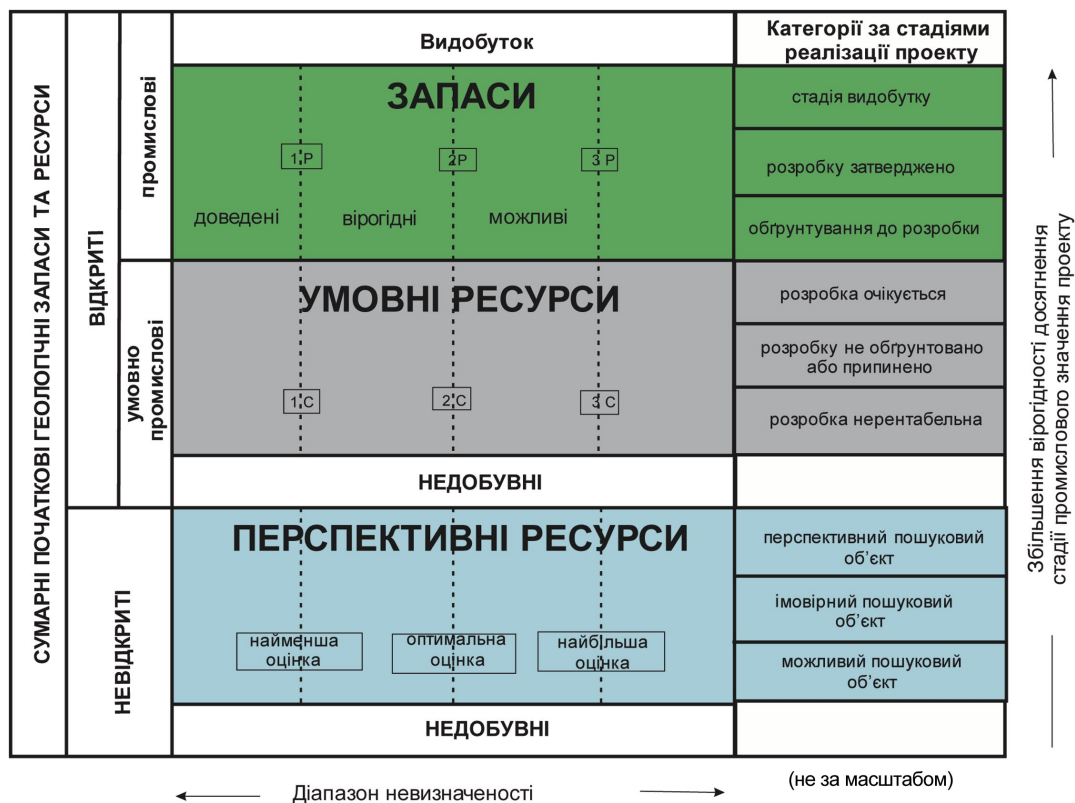 СУМАРНІ ПОЧАТКОВІ ГЕОЛОГІЧНІ ЗАПАСИ ТА РЕСУРСИ
ВІДКРИТІ
НЕВІДКРИТІ
промислові
умовно
промислові
Видобуток
Категорії за стадіями
реалізації проекту
ЗАПАСИ
1 P
2P
3 P
доведені
вірогідні
можливі
стадія видобутку
розробку затверджено
обґрунтування до розробки
УМОВНІ РЕСУРСИ
1 C
2 C
3 C
розробка очікується
розробку не обґрунтовано
або припинено
розробка нерентабельна
НЕДОБУВНІ
ПЕРСПЕКТИВНІ РЕСУРСИ
найменша
оцінка
оптимальна
оцінка
найбільша
оцінка
перспективний пошуковий
об’єкт
імовірний пошуковий
об’єкт
можливий пошуковий
об’єкт
НЕДОБУВНІ
Збільшення вірогідності досягнення
стадії промислового значення проекту
Діапазон невизначеності
(не за масштабом)